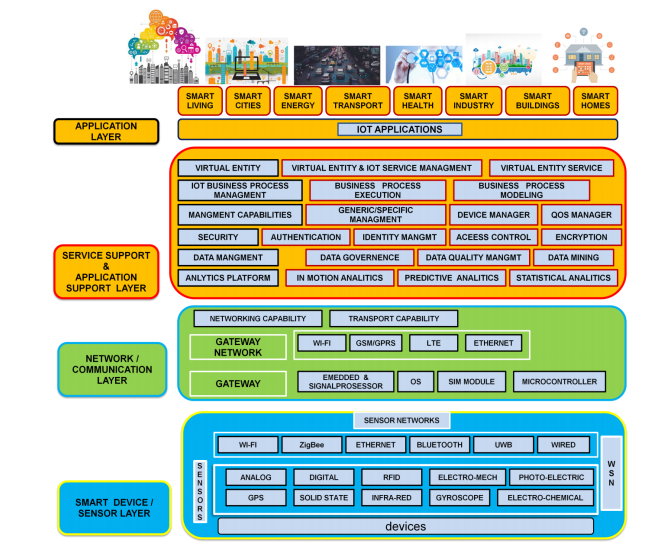 SMART LIVING
SMART CITIES
SMART ENERGY
SMART TRANSPORT
SMART HEALTH
SMART INDUSTRY
SMART BUILDINGS
SMART HOMES
APPLICATION LAYER
IOT APPLICATIONS
SERVICE SUPPORT
&
APPLICATION
SUPPORT LAYER
VIRTUAL ENTITY
VIRTUAL ENTITY & IOT SERVICE MANAGMENT
VIRTUAL ENTITY SERVICE
IOT BUSINESS PROCESS
MANAGMENT
BUSINESS PROCESS
EXECUTION
BUSINESS PROCESS
MODELING
MANGMENT CAPABILITIES
GENERIC/SPECIFIC
MANAGMENT
DEVICE MANAGER
QOS MANAGER
SECURITY
AUTHENTICATION
IDENTITY MANGMT
ACEESS CONTROL
ENCRYPTION
DATA MANGMENT
DATA GOVERNENCE
DATA QUALITY MANGMT
DATA MINING
ANLYTICS PLATFORM
IN MOTION ANALITICS
PREDICTIVE ANALITICS
STATISTICAL ANALITICS
NETWORK /
COMMUNICATION
LAYER
NETWORKING CAPABILITY
TRANSPORT CAPABILITY
GATEWAY
NETWORK
WI-FI
GSM/GPRS
LTE
ETHERNET
GATEWAY
EMEDDED &
SIGNALPROSESSOR
OS
SIM MODULE
MICROCONTROLLER
SMART DEVICE /
SENSOR LAYER
SENSOR NETWORKS
WI-FI
ZigBee
ETHERNET
BLUETOOTH
UWB
WIRED
SENSORS
ANALOG
DIGITAL
RFID
ELECTRO-MECH
PHOTO-ELECTRIC
GPS
SOLID STATE
INFRA-RED
GYROSCOPE
ELECTRO-CHEMICAL
WSN
devices